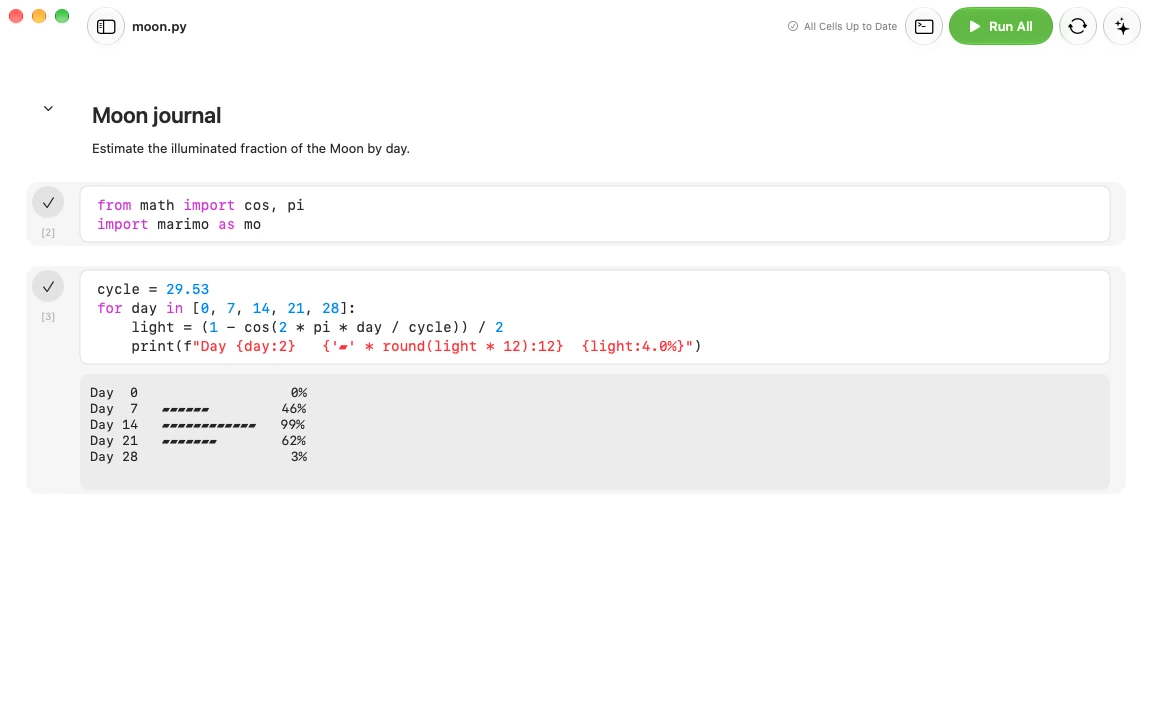 moon.py
All Cells Up to Date
Run All
Moon journal
Estimate the illuminated fraction of the Moon by day.
from math import cos, pi
import marimo as mo
[2]
cycle = 29.53
for day in [0, 7, 14, 21, 28]:
    light = (1 - cos(2 * pi * day / cycle)) / 2
    print(f"Day {day:2}   {'▰' * round(light * 12):12}  {light:4.0%}")
[3]
Day  0                   0%
Day  7   ▰▰▰▰▰▰         46%
Day 14   ▰▰▰▰▰▰▰▰▰▰▰▰   99%
Day 21   ▰▰▰▰▰▰▰        62%
Day 28                   3%